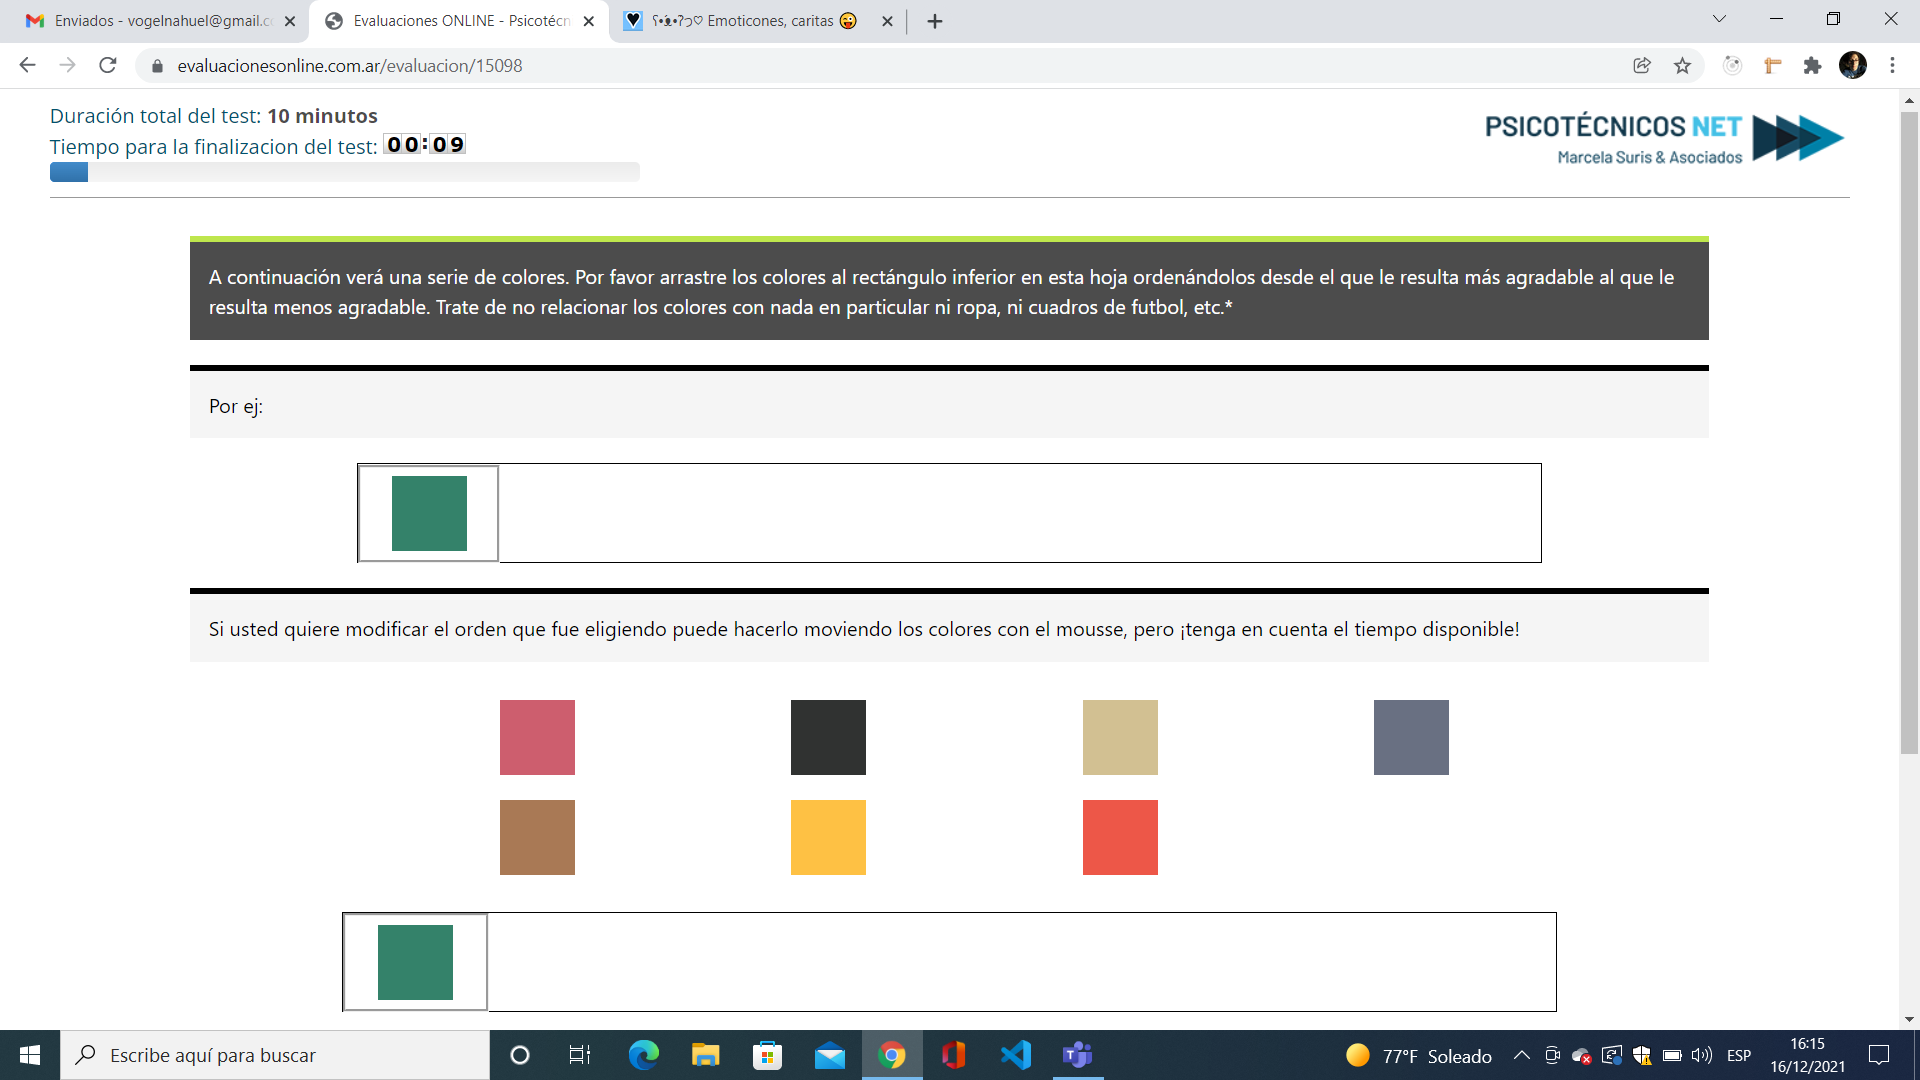 Enviados - vogelnahuel@gmail.c
Evaluaciones ONLINE - Psicotécn
ʕ•́ᴥ•̀ʔっ♡ Emoticones, caritas 😜
evaluacionesonline.com.ar/evaluacion/15098
Duración total del test: 10 minutos
Tiempo para la finalizacion del test: 00:09
PSICOTÉCNICOS NET
Marcela Suris & Asociados
A continuación verá una serie de colores. Por favor arrastre los colores al rectángulo inferior en esta hoja ordenándolos desde el que le resulta más agradable al que le
resulta menos agradable. Trate de no relacionar los colores con nada en particular ni ropa, ni cuadros de futbol, etc.*
Por ej:
Si usted quiere modificar el orden que fue eligiendo puede hacerlo moviendo los colores con el mousse, pero ¡tenga en cuenta el tiempo disponible!
Escribe aquí para buscar
77°F Soleado
ESP
16:15
16/12/2021